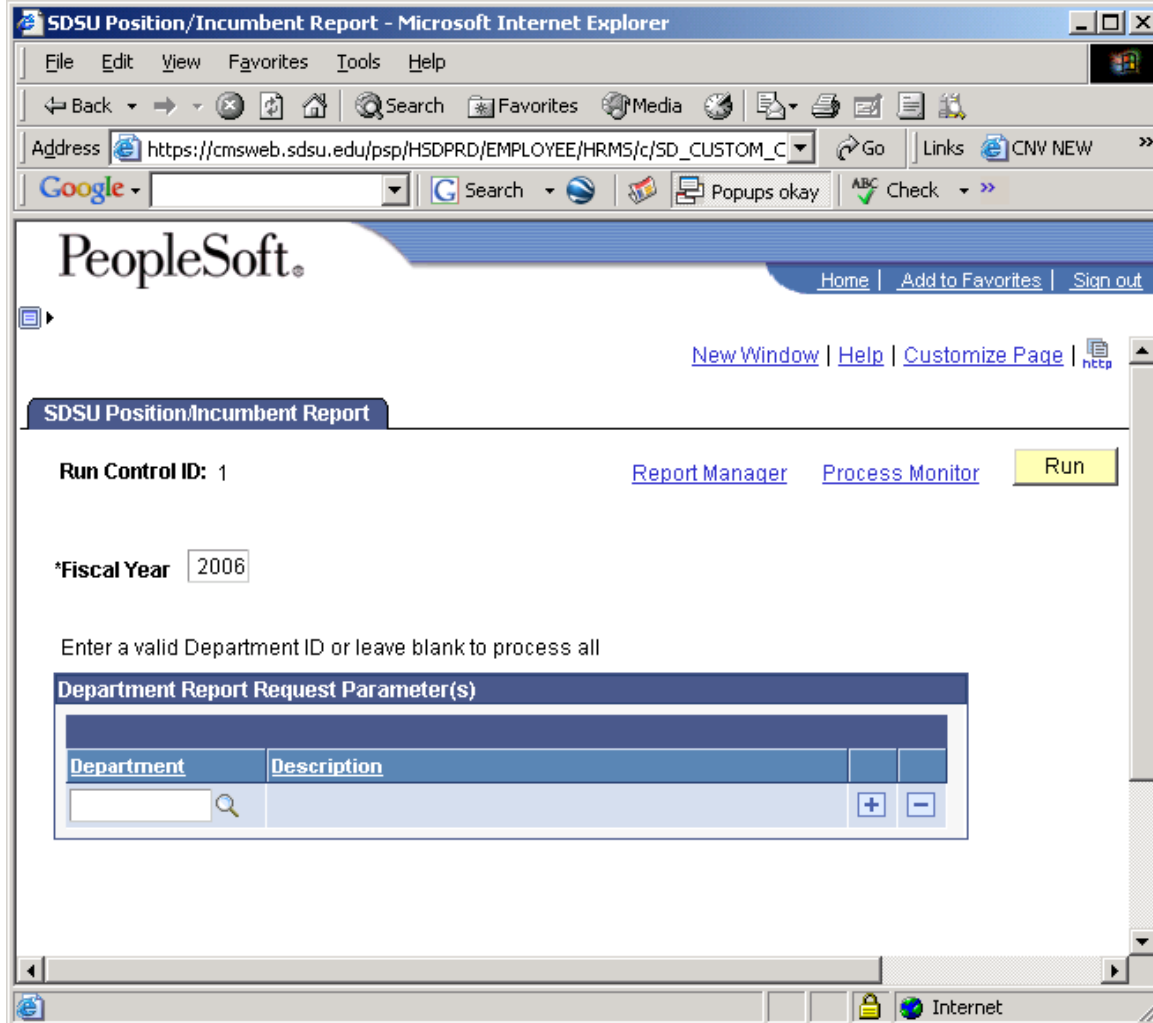 SDSU Position/Incumbent Report - Microsoft Internet Explorer
File Edit View Favorites Tools Help
Back Search Favorites Media
Address https://cmsweb.sdsu.edu/psp/HSDPRD/EMPLOYEE/HRMS/c/SD_CUSTOM_C Go Links CNV NEW »
Google G Search Popups okay ABC Check »
PeopleSoft®
Home | Add to Favorites | Sign out
New Window | Help | Customize Page | http
SDSU Position/Incumbent Report
Run Control ID: 1 Report Manager Process Monitor Run
*Fiscal Year 2006
Enter a valid Department ID or leave blank to process all
Department Report Request Parameter(s)
Department Description
Internet